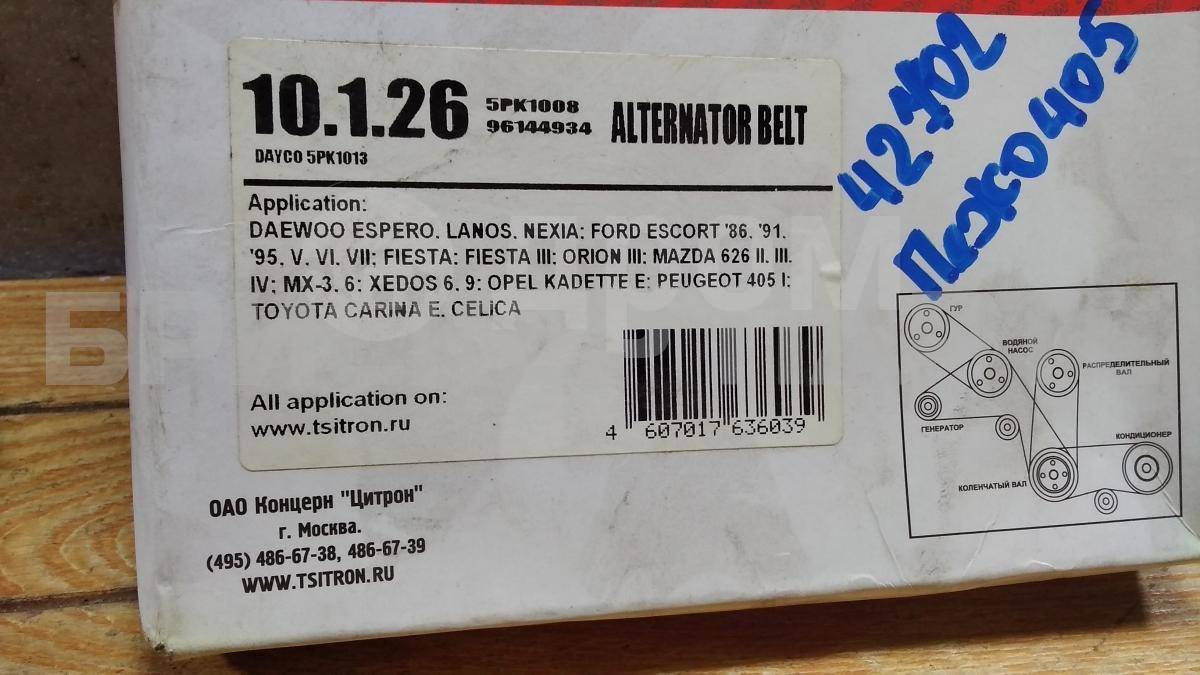 10.1.26
5PK1008
96144934
ALTERNATOR BELT
DAYCO 5PK1013
Application:
DAEWOO ESPERO. LANOS. NEXIA: FORD ESCORT '86. '91.
'95. V. VI. VII: FIESTA: FIESTA III: ORION III: MAZDA 626 II. III.
IV; MX-3. 6: XEDOS 6. 9: OPEL KADETTE E: PEUGEOT 405 I:
TOYOTA CARINA E. CELICA
All application on:
www.tsitron.ru
4 607017 636039
ОАО Концерн "Цитрон"
г. Москва.
(495) 486-67-38, 486-67-39
WWW.TSITRON.RU
42702
Пежо 405
ГУР
ВОДЯНОЙ
НАСОС
РАСПРЕДЕЛИТЕЛЬНЫЙ
ВАЛ
ГЕНЕРАТОР
КОНДИЦИОНЕР
КОЛЕНЧАТЫЙ ВАЛ